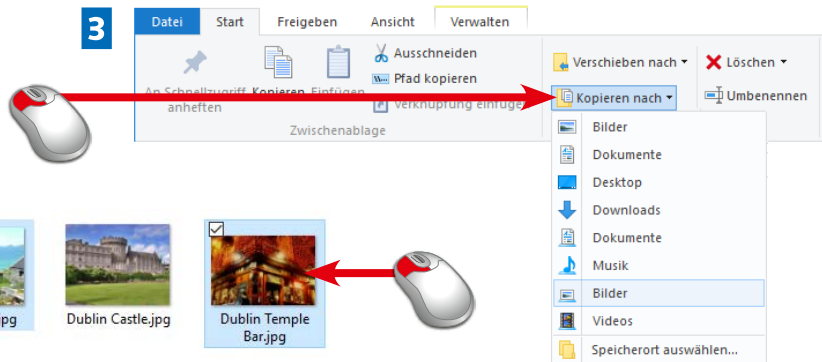 3
Datei Start Freigeben Ansicht Verwalten
An Schnellzugriff
anheften
Kopieren Einfügen
Ausschneiden
Pfad kopieren
Verknüpfung einfügen
Zwischenablage
Verschieben nach
Kopieren nach
Löschen
Umbenennen
Bilder
Dokumente
Desktop
Downloads
Dokumente
Musik
Bilder
Videos
Speicherort auswählen...
jpg
Dublin Castle.jpg
Dublin Temple
Bar.jpg